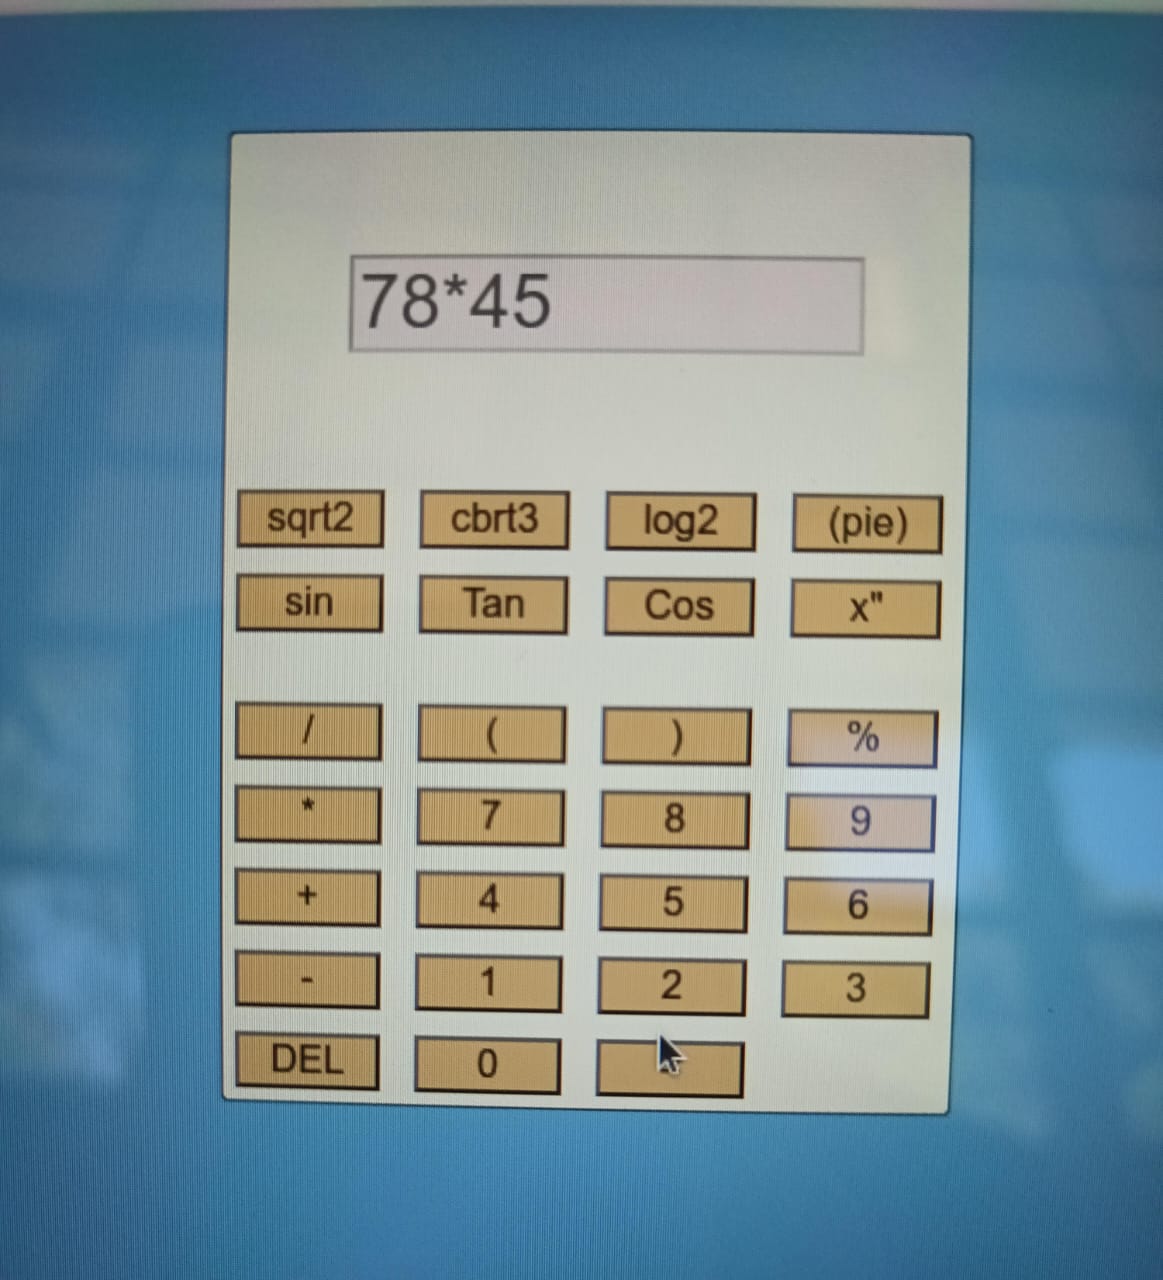 78*45
sqrt2 cbrt3 log2 (pie)
sin Tan Cos x"
/ ( ) %
* 7 8 9
+ 4 5 6
- 1 2 3
DEL 0